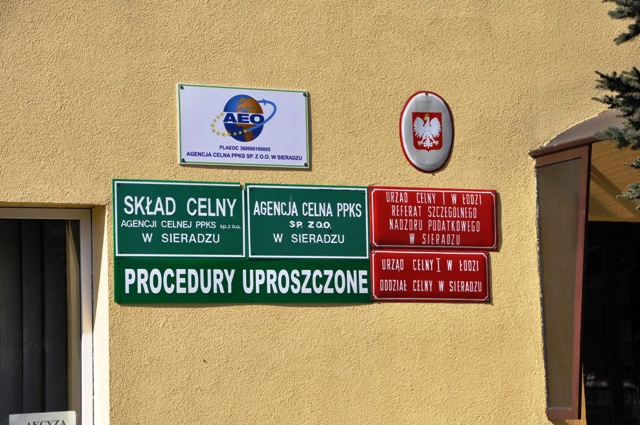 AEO
PLAEOC 360000100005
AGENCJA CELNA PPKS SP. Z O.O. W SIERADZU
SKŁAD CELNY
AGENCJI CELNEJ PPKS sp. z o.o.
W SIERADZU
AGENCJA CELNA PPKS
SP. Z O.O.
W SIERADZU
PROCEDURY UPROSZCZONE
URZĄD CELNY I W ŁODZI
REFERAT SZCZEGÓLNEGO
NADZORU PODATKOWEGO
W SIERADZU
URZĄD CELNY I W ŁODZI
ODDZIAŁ CELNY W SIERADZU
AKCYZA